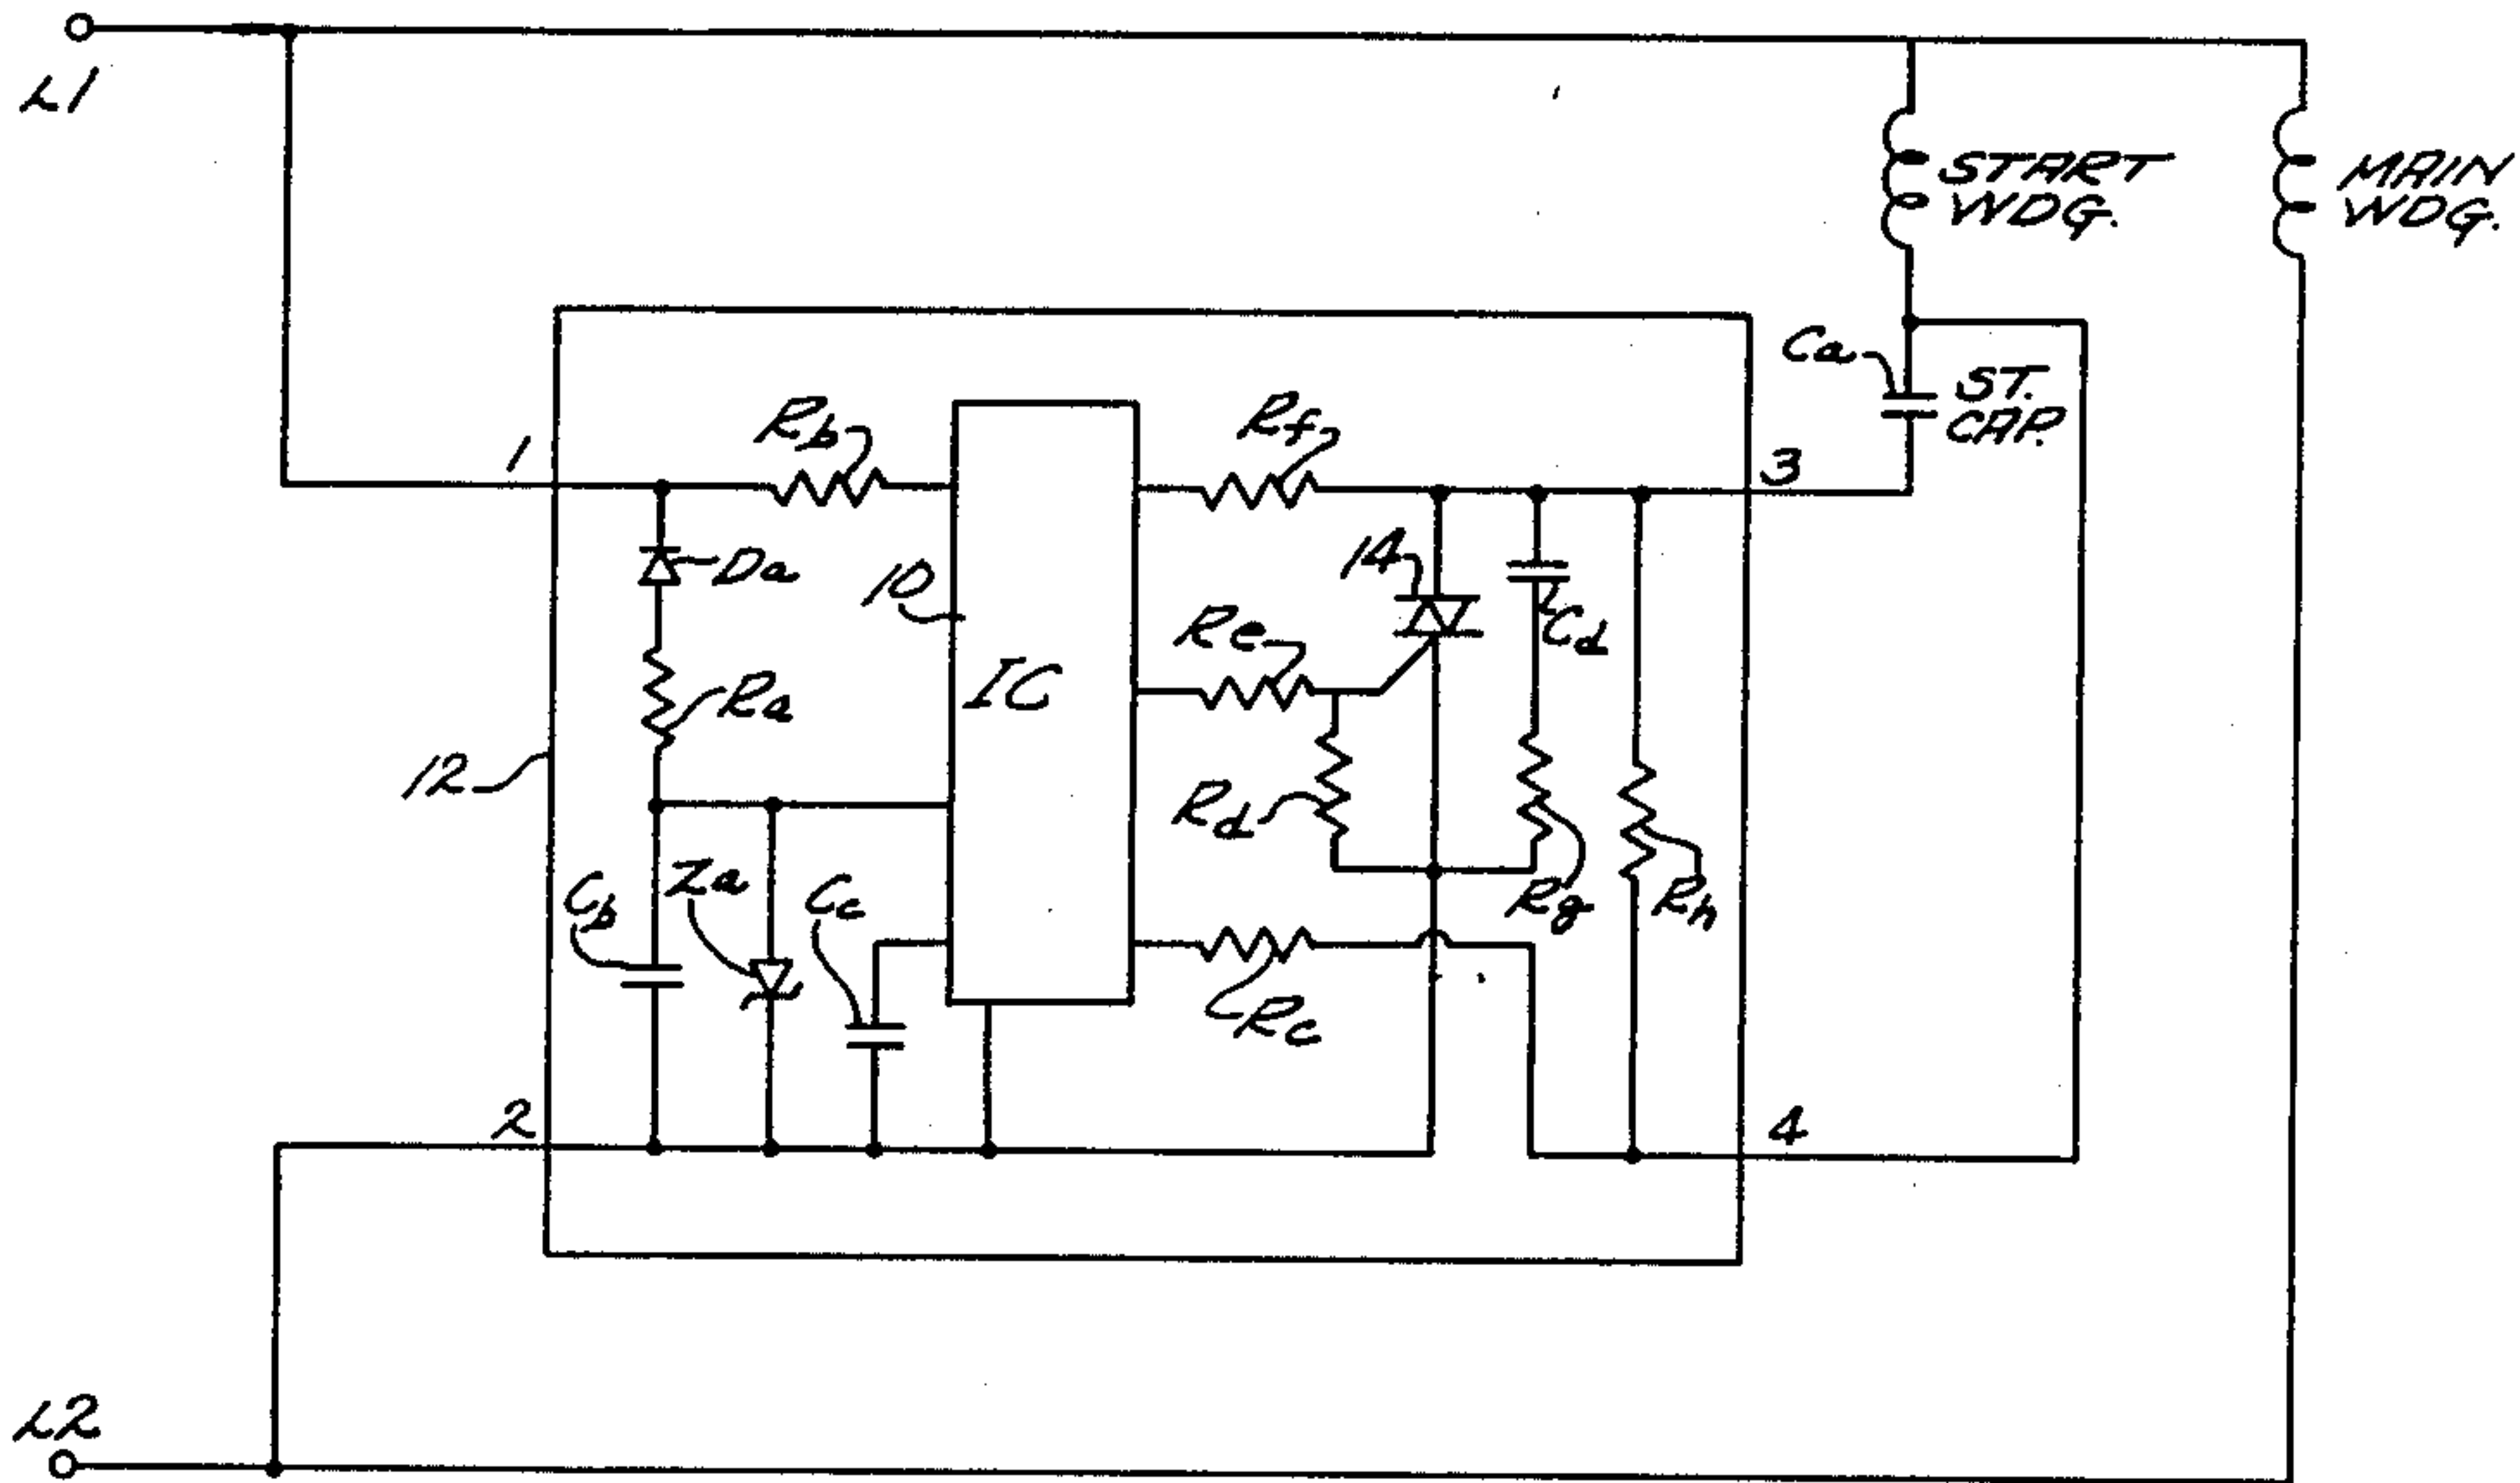 L1
START
WDG.
MAIN
WDG.
Ca
ST.
CAP.
Rb
Rf
1
3
Da
10
14
Cd
Re
IC
Ra
12
Rd
Cb
Za
Cc
Rg
Rh
Rc
2
4
L2